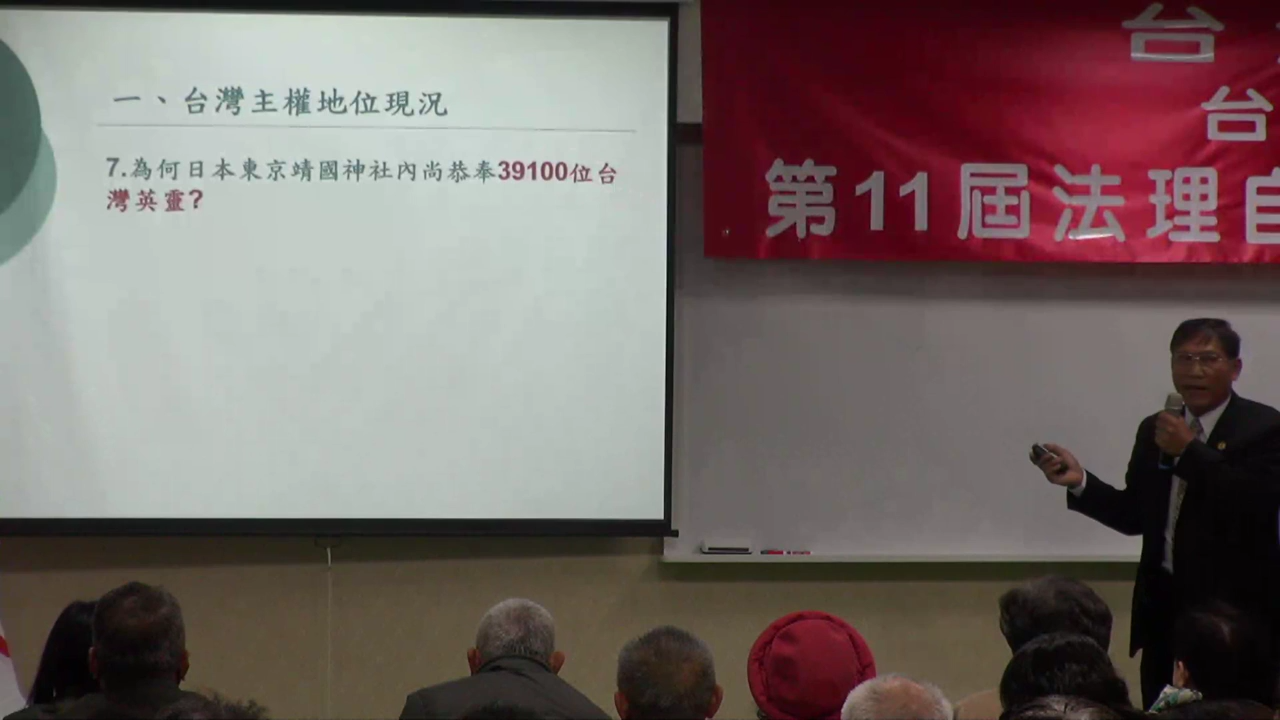 一、台灣主權地位現況
7.為何日本東京靖國神社內尚恭奉39100位台
灣英靈?
台
台
第11屆法理自